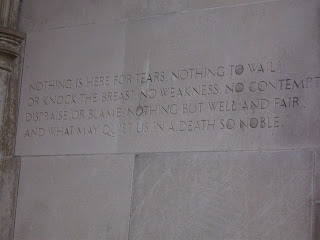 NOTHING IS HERE FOR TEARS, NOTHING TO WAIL
OR KNOCK THE BREAST, NO WEAKNESS, NO CONTEMPT
DISPRAISE, OR BLAME, NOTHING BUT WELL AND FAIR,
AND WHAT MAY QUIET US IN A DEATH SO NOBLE.